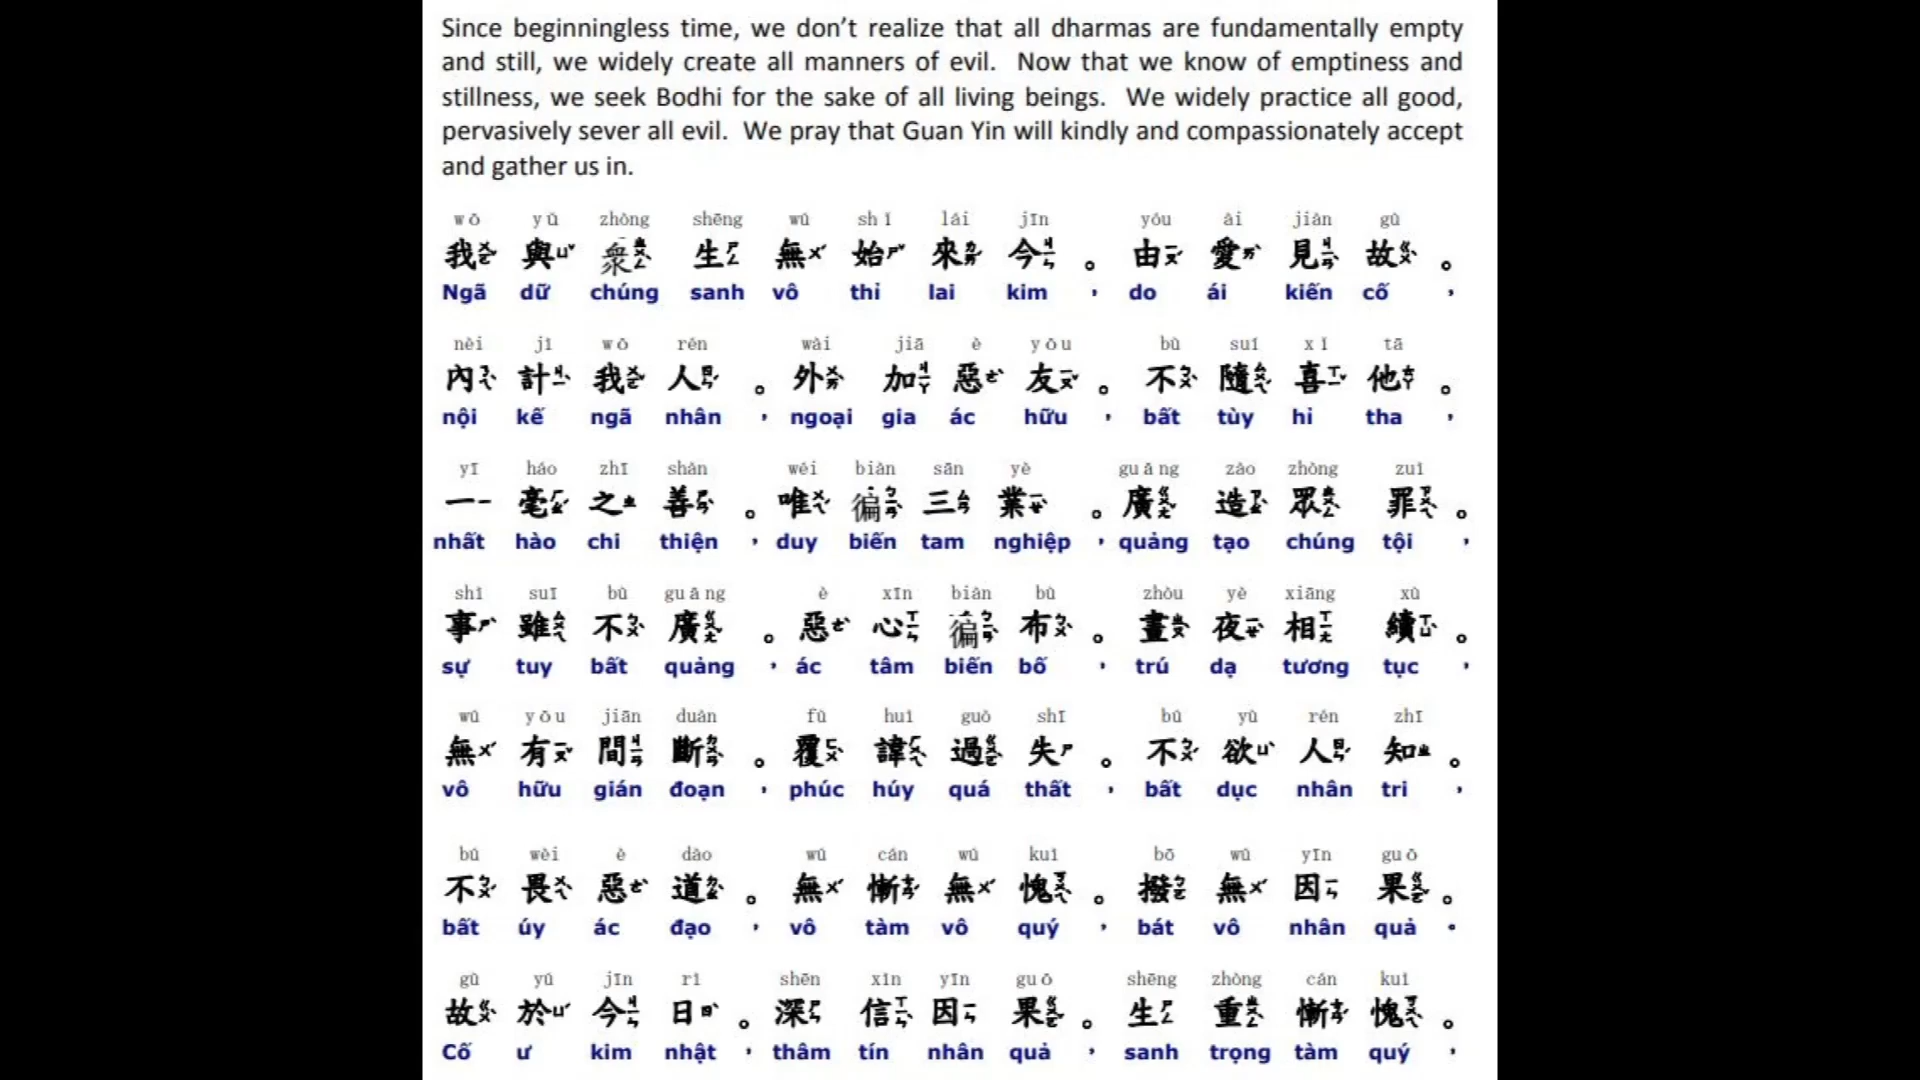 Since beginningless time, we don’t realize that all dharmas are fundamentally empty
and still, we widely create all manners of evil. Now that we know of emptiness and
stillness, we seek Bodhi for the sake of all living beings. We widely practice all good,
pervasively sever all evil. We pray that Guan Yin will kindly and compassionately accept
and gather us in.
wǒ yǔ zhòng shēng wú shǐ lái jīn yóu ài jiàn gù
我與衆生無始來今。由愛見故。
Ngã dữ chúng sanh vô thỉ lai kim , do ái kiến cố ,
nèi jì wǒ rén wài jiā è yǒu bù suí xǐ tā
內計我人。外加惡友。不隨喜他。
nội kế ngã nhân , ngoại gia ác hữu , bất tùy hỉ tha ,
yī háo zhī shàn wéi biàn sān yè guǎng zào zhòng zuì
一毫之善。唯徧三業。廣造眾罪。
nhất hào chi thiện , duy biến tam nghiệp , quảng tạo chúng tội ,
shì suī bù guǎng è xīn biàn bù zhòu yè xiāng xù
事雖不廣。惡心徧布。晝夜相續。
sự tuy bất quảng , ác tâm biến bố , trú dạ tương tục ,
wú yǒu jiān duàn fù huì guò shī bú yù rén zhī
無有間斷。覆諱過失。不欲人知。
vô hữu gián đoạn , phúc húy quá thất , bất dục nhân tri ,
bú wèi è dào wú cán wú kuì bō wú yīn guǒ
不畏惡道。無慚無愧。撥無因果。
bất úy ác đạo , vô tàm vô quý , bát vô nhân quả 。
gù yú jīn rì shēn xìn yīn guǒ shēng zhòng cán kuì
故於今日。深信因果。生重慚愧。
Cố ư kim nhật , thâm tín nhân quả , sanh trọng tàm quý ,